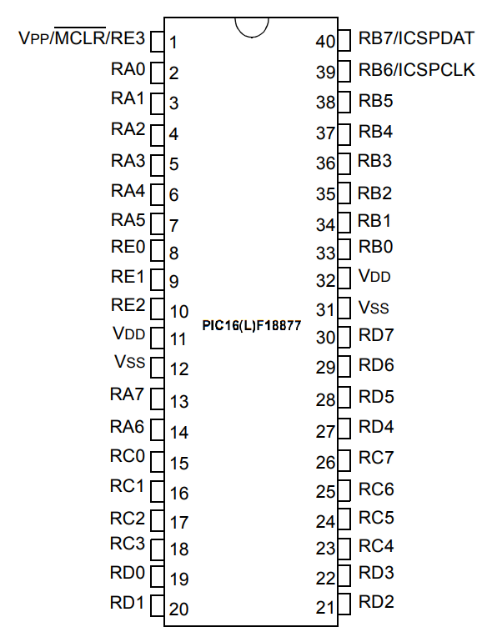 VPP/MCLR/RE3 1 40 RB7/ICSPDAT
RA0 2 39 RB6/ICSPCLK
RA1 3 38 RB5
RA2 4 37 RB4
RA3 5 36 RB3
RA4 6 35 RB2
RA5 7 34 RB1
RE0 8 33 RB0
RE1 9 32 VDD
RE2 10 31 VSS
PIC16(L)F18877
VDD 11 30 RD7
VSS 12 29 RD6
RA7 13 28 RD5
RA6 14 27 RD4
RC0 15 26 RC7
RC1 16 25 RC6
RC2 17 24 RC5
RC3 18 23 RC4
RD0 19 22 RD3
RD1 20 21 RD2